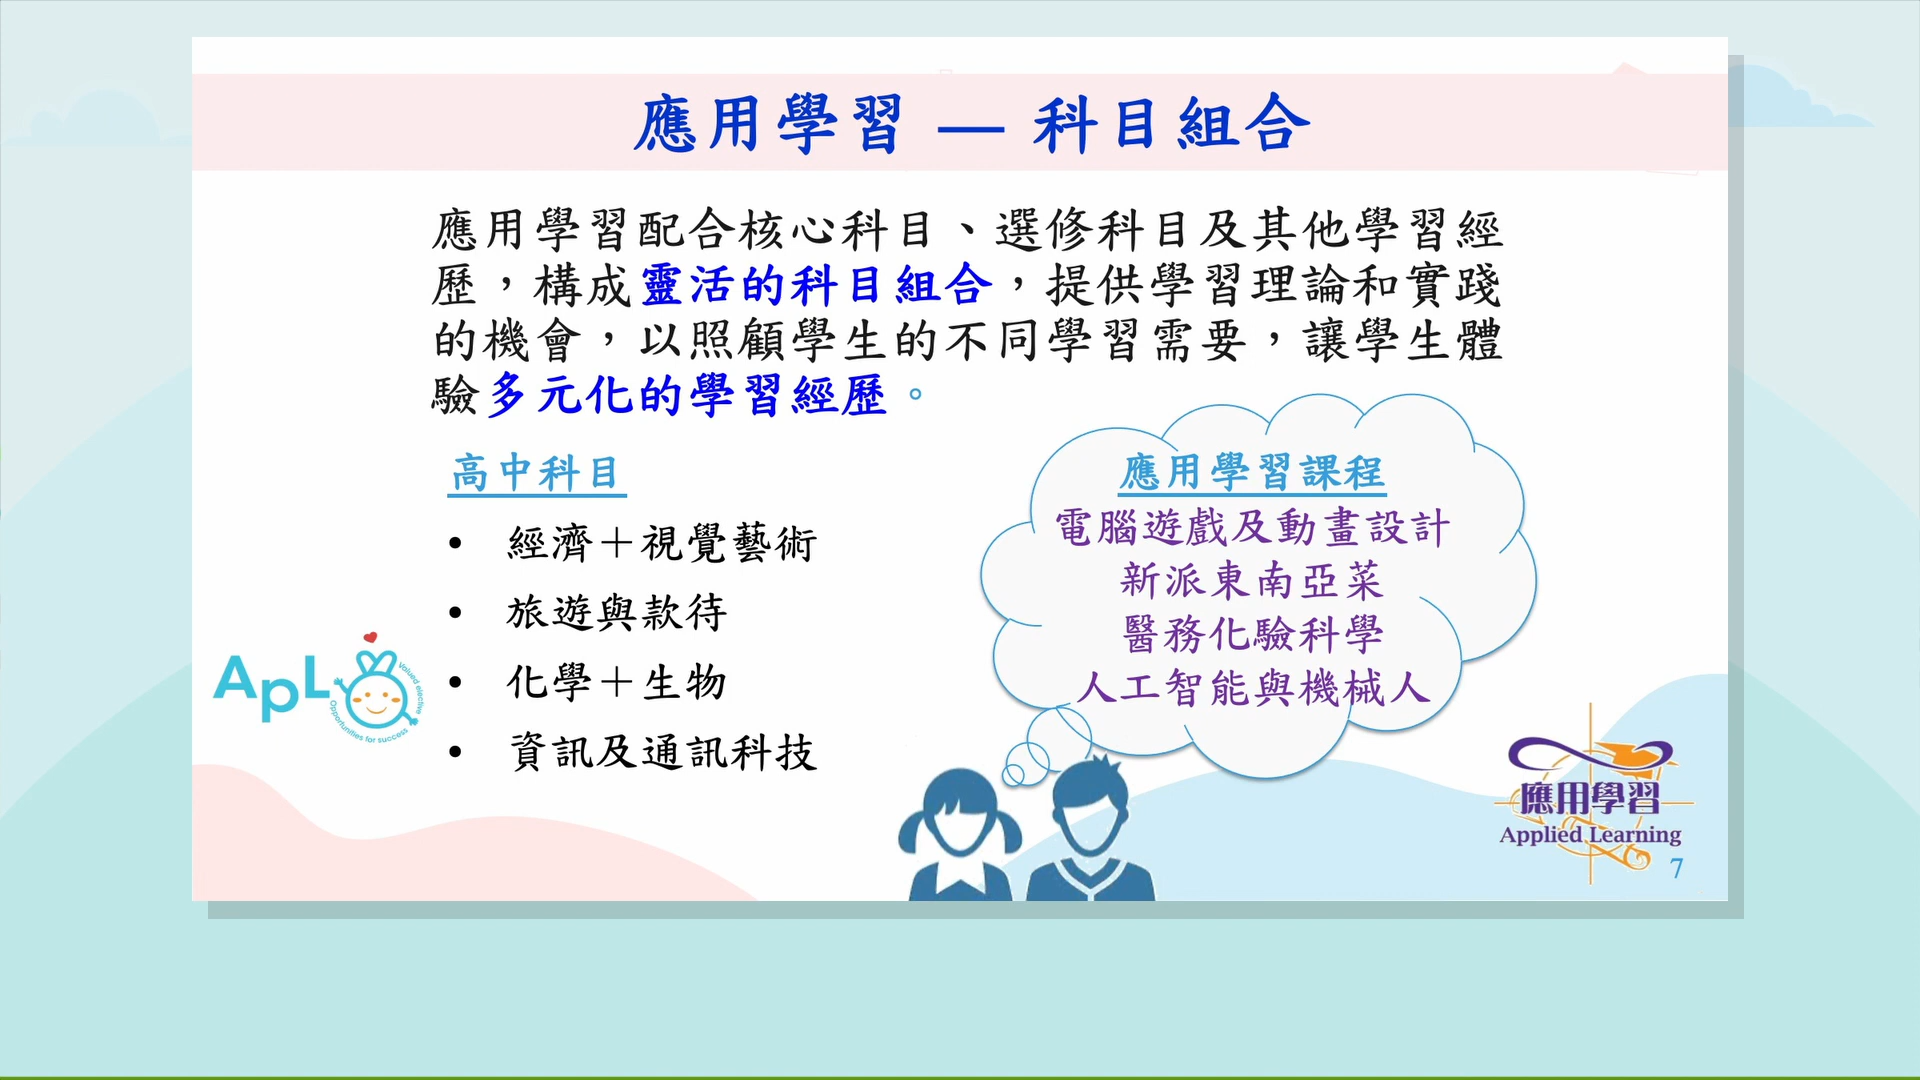 應用學習 — 科目組合
應用學習配合核心科目、選修科目及其他學習經
歷，構成靈活的科目組合，提供學習理論和實踐
的機會，以照顧學生的不同學習需要，讓學生體
驗多元化的學習經歷。
高中科目
• 經濟＋視覺藝術
• 旅遊與款待
• 化學＋生物
• 資訊及通訊科技
應用學習課程
電腦遊戲及動畫設計
新派東南亞菜
醫務化驗科學
人工智能與機械人
ApL
Valued elective
Opportunities for success
應用學習
Applied Learning
7